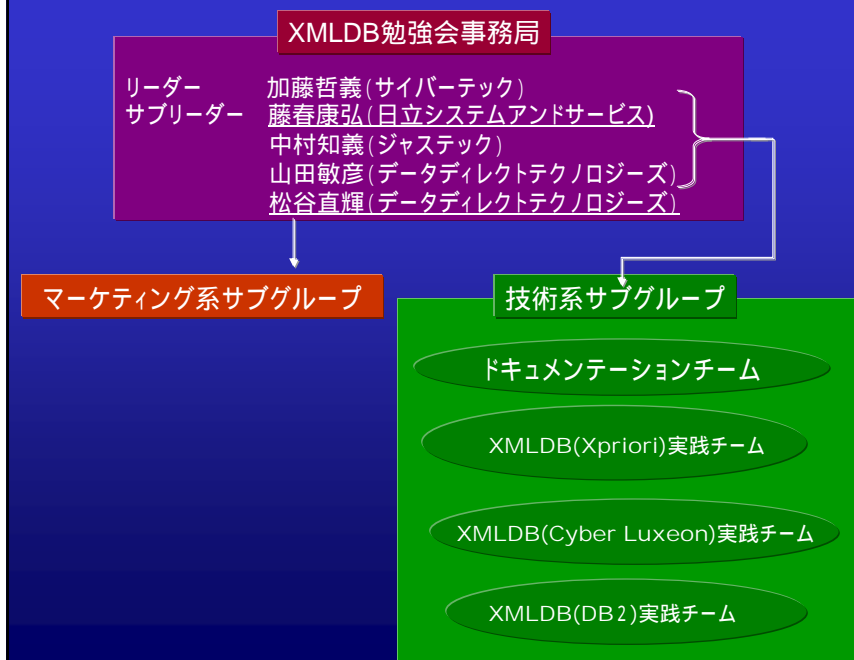 XMLDB勉強会事務局
リーダー 加藤哲義(サイバーテック)
サブリーダー 藤春康弘(日立システムアンドサービス)
中村知義(ジャステック)
山田敏彦(データディレクトテクノロジーズ)
松谷直輝(データディレクトテクノロジーズ)
マーケティング系サブグループ
技術系サブグループ
ドキュメンテーションチーム
XMLDB(Xpriori)実践チーム
XMLDB(Cyber Luxeon)実践チーム
XMLDB(DB2)実践チーム